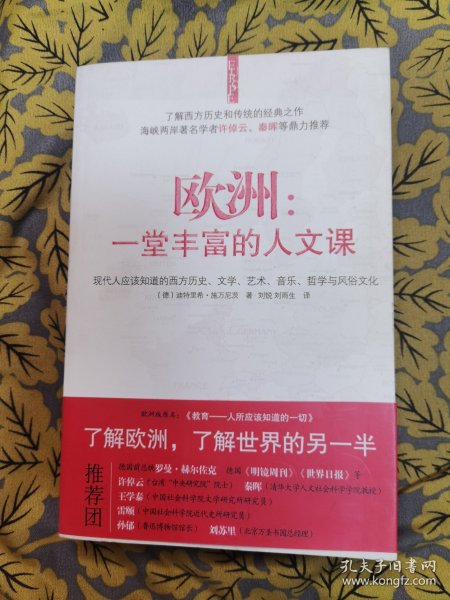 了解西方历史和传统的经典之作
海峡两岸著名学者许倬云、秦晖等鼎力推荐
欧洲：
一堂丰富的人文课
现代人应该知道的西方历史、文学、艺术、音乐、哲学与风俗文化
（德）迪特里希·施万尼茨 著 刘锐 刘雨生 译
欧洲版原名：《教育——人所应该知道的一切》
了解欧洲，了解世界的另一半
推荐团
德国前总统罗曼·赫尔佐克 德国《明镜周刊》《世界日报》等
许倬云（台湾“中央研究院”院士） 秦晖（清华大学人文社会科学学院教授）
王学泰（中国社会科学院文学研究所研究员）
雷颐（中国社会科学院近代史所研究员）
孙郁（鲁迅博物馆馆长） 刘苏里（北京万圣书园总经理）
孔夫子旧书网
www.kongfz.com